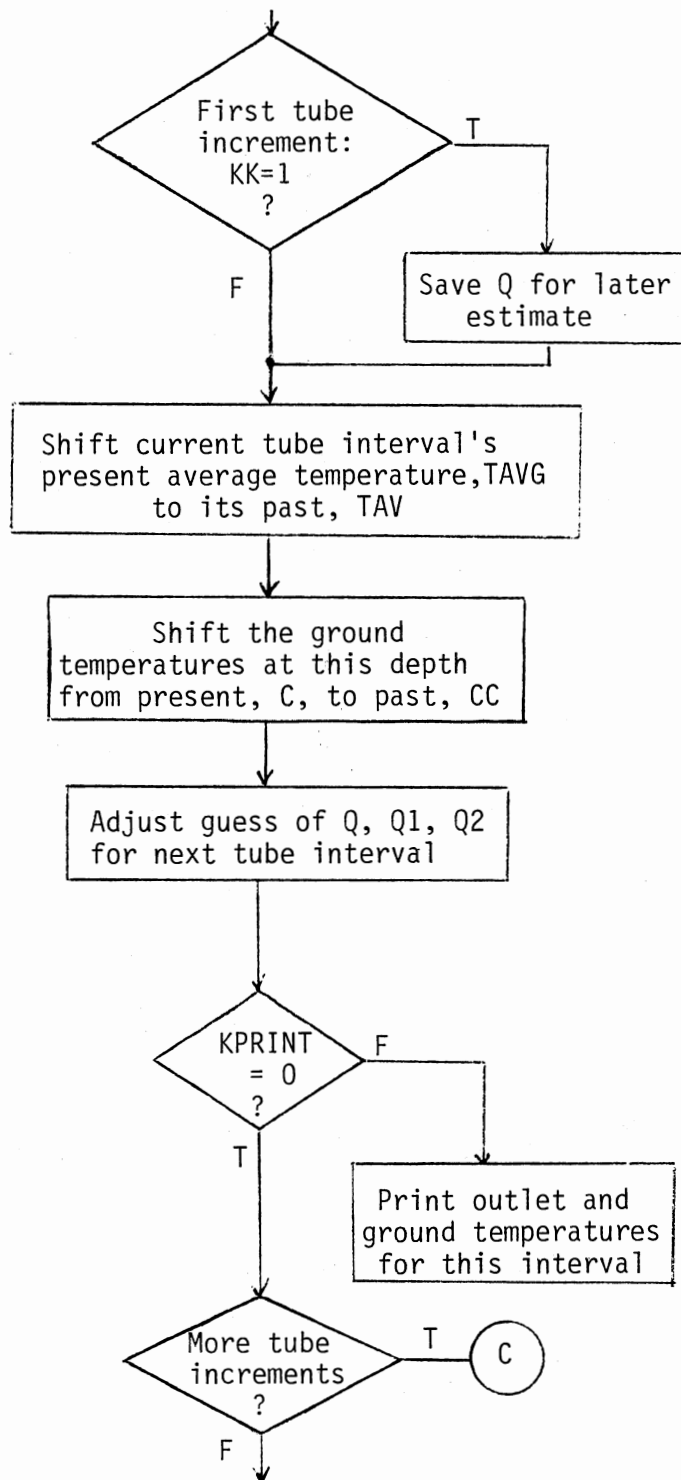 First tube
increment:
KK=1
?
T
F
Save Q for later
estimate
Shift current tube interval's
present average temperature,TAVG
to its past, TAV
Shift the ground
temperatures at this depth
from present, C, to past, CC
Adjust guess of Q, Q1, Q2
for next tube interval
KPRINT
= 0
?
F
T
Print outlet and
ground temperatures
for this interval
More tube
increments
?
T
C
F